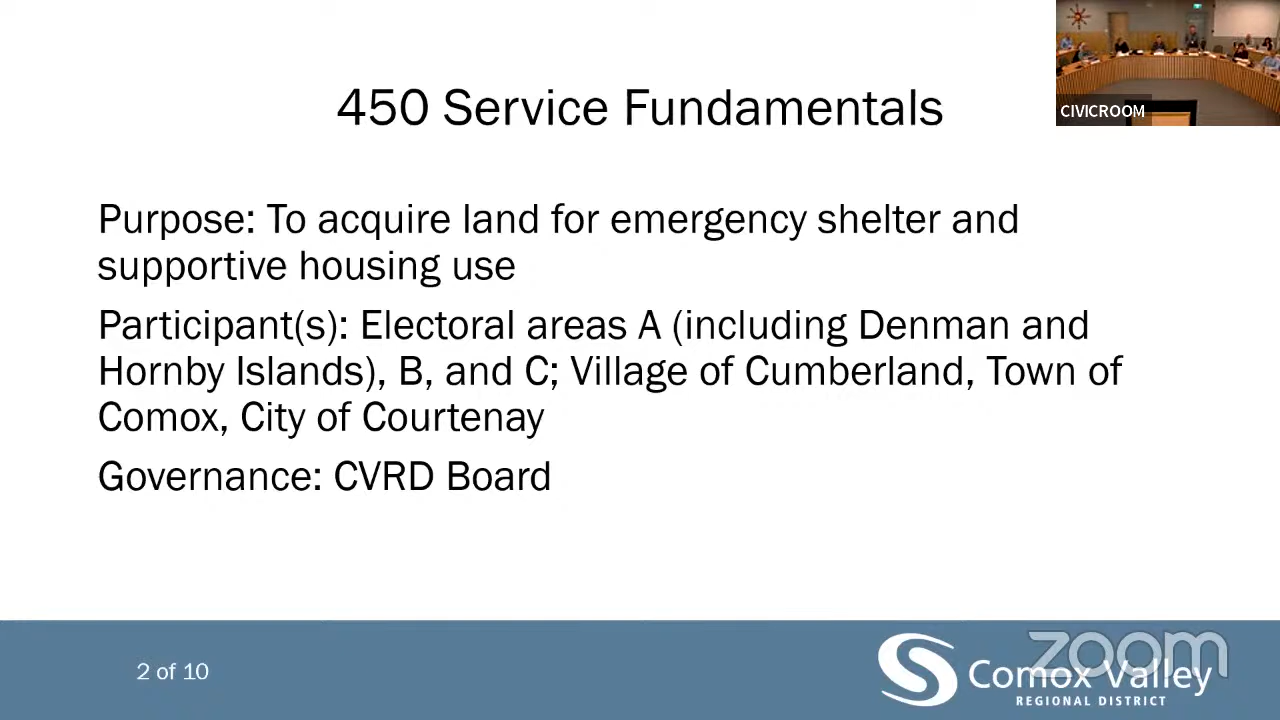 CIVICROOM
450 Service Fundamentals
Purpose: To acquire land for emergency shelter and
supportive housing use
Participant(s): Electoral areas A (including Denman and
Hornby Islands), B, and C; Village of Cumberland, Town of
Comox, City of Courtenay
Governance: CVRD Board
2 of 10
zoom
Comox Valley
REGIONAL DISTRICT